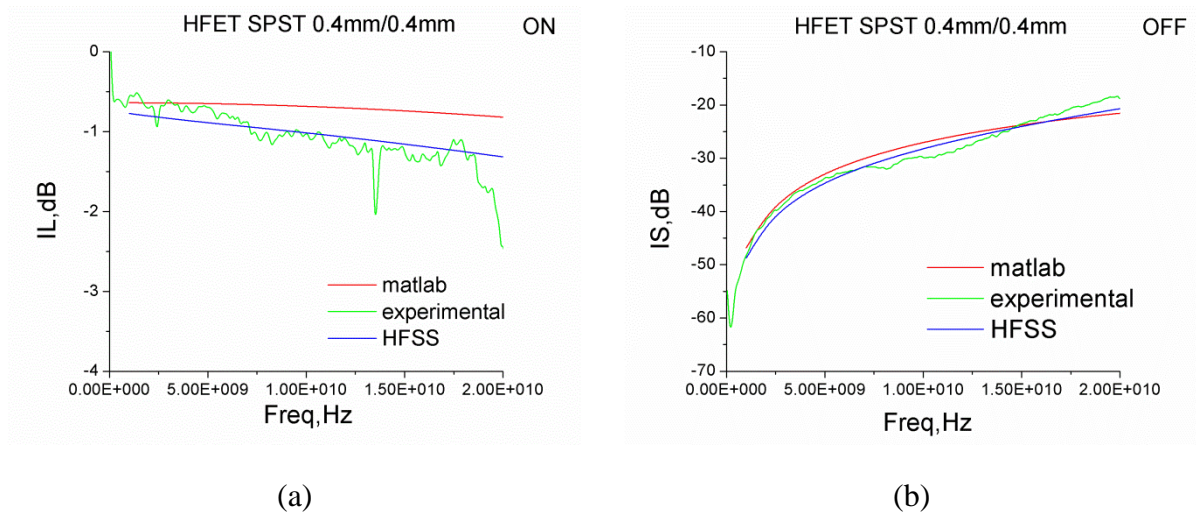 HFET SPST 0.4mm/0.4mm ON
0
-1
-2
-3
-4
IL,dB
matlab
experimental
HFSS
0.00E+000 5.00E+009 1.00E+010 1.50E+010 2.00E+010
Freq,Hz
(a)
HFET SPST 0.4mm/0.4mm OFF
-10
-20
-30
-40
-50
-60
-70
IS,dB
matlab
experimental
HFSS
0.00E+000 5.00E+009 1.00E+010 1.50E+010 2.00E+010
Freq,Hz
(b)